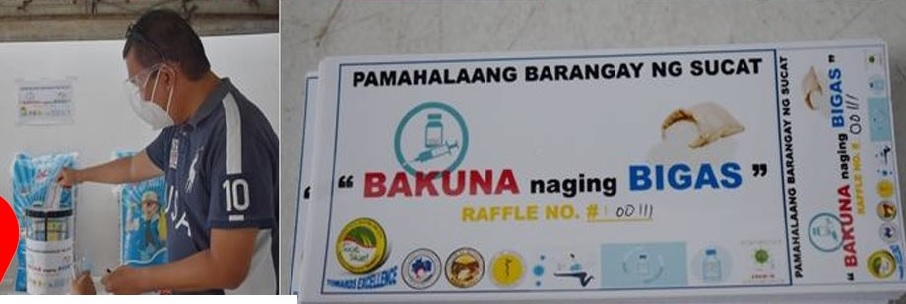 10
PAMAHALAANG BARANGAY NG SUCAT
“ BAKUNA naging BIGAS ”
RAFFLE NO. # 00111
TOWARDS EXCELLENCE
PAMAHALAANG BARANGAY NG SUCAT
“ BAKUNA naging BIGAS ”
RAFFLE NO. # 00111